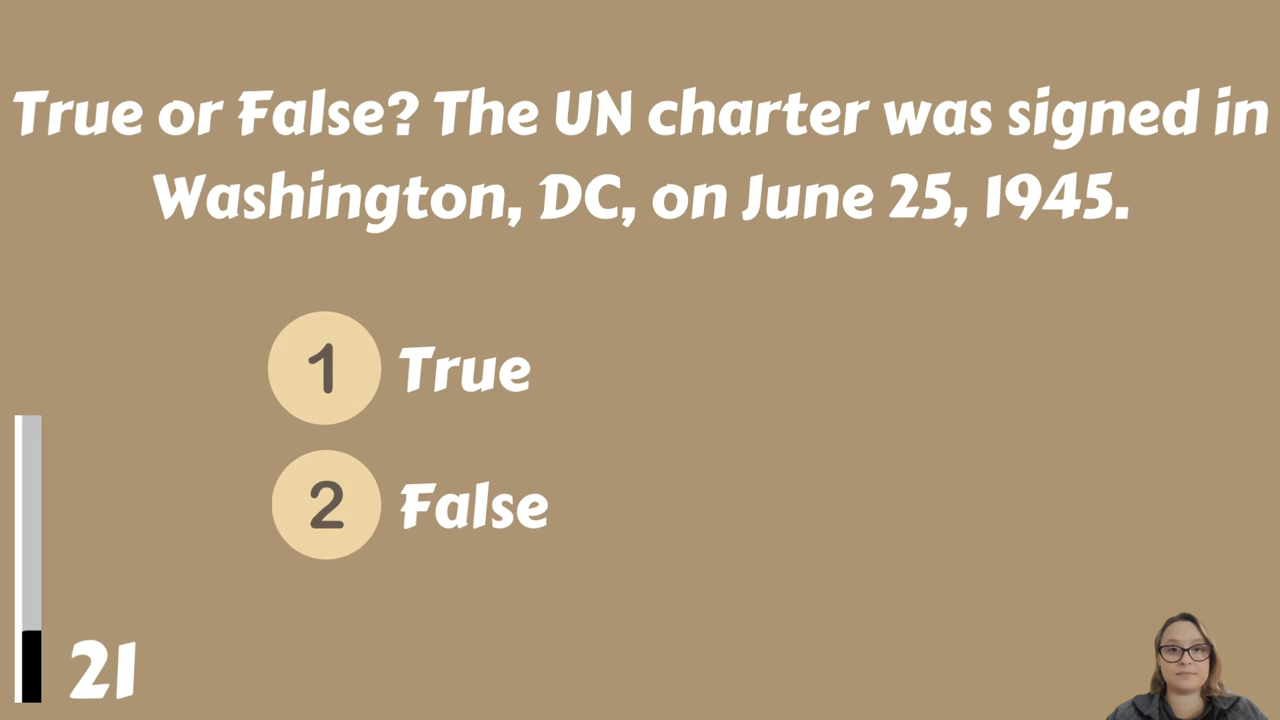 True or False? The UN charter was signed in
Washington, DC, on June 25, 1945.
1 True
2 False
21